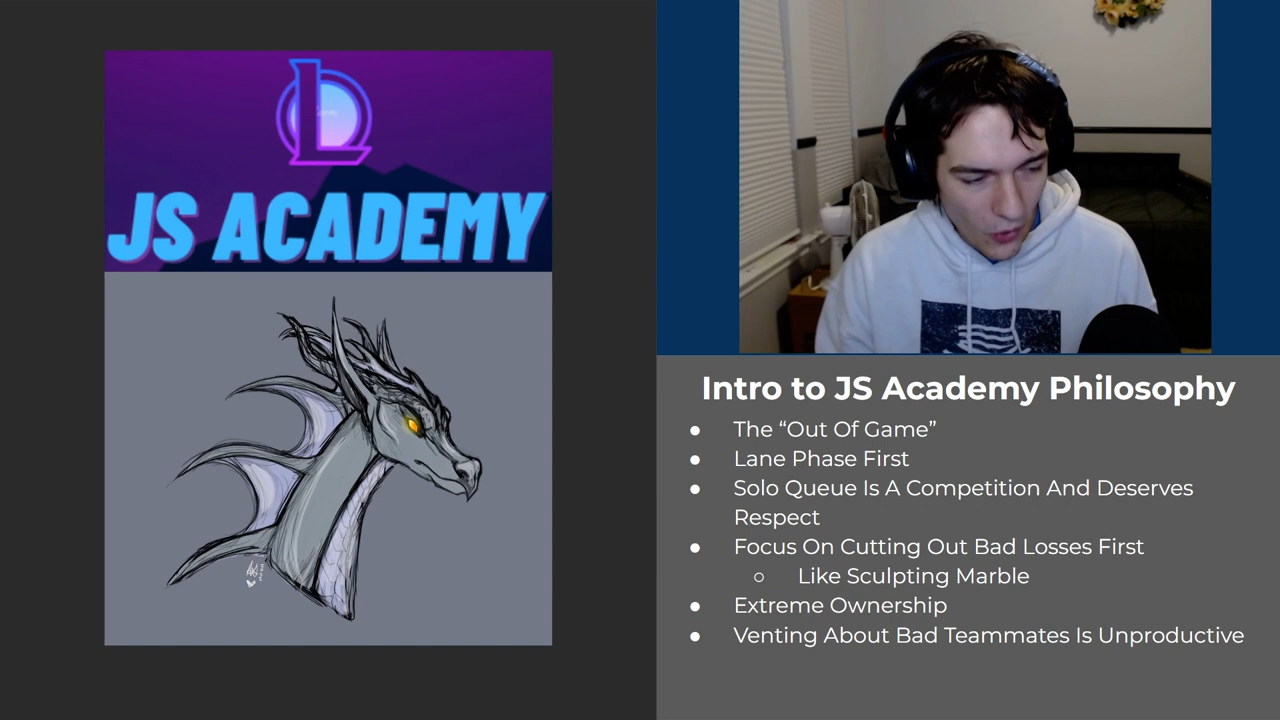 L
JS ACADEMY
Intro to JS Academy Philosophy
● The “Out Of Game”
● Lane Phase First
● Solo Queue Is A Competition And Deserves
Respect
● Focus On Cutting Out Bad Losses First
○ Like Sculpting Marble
● Extreme Ownership
● Venting About Bad Teammates Is Unproductive